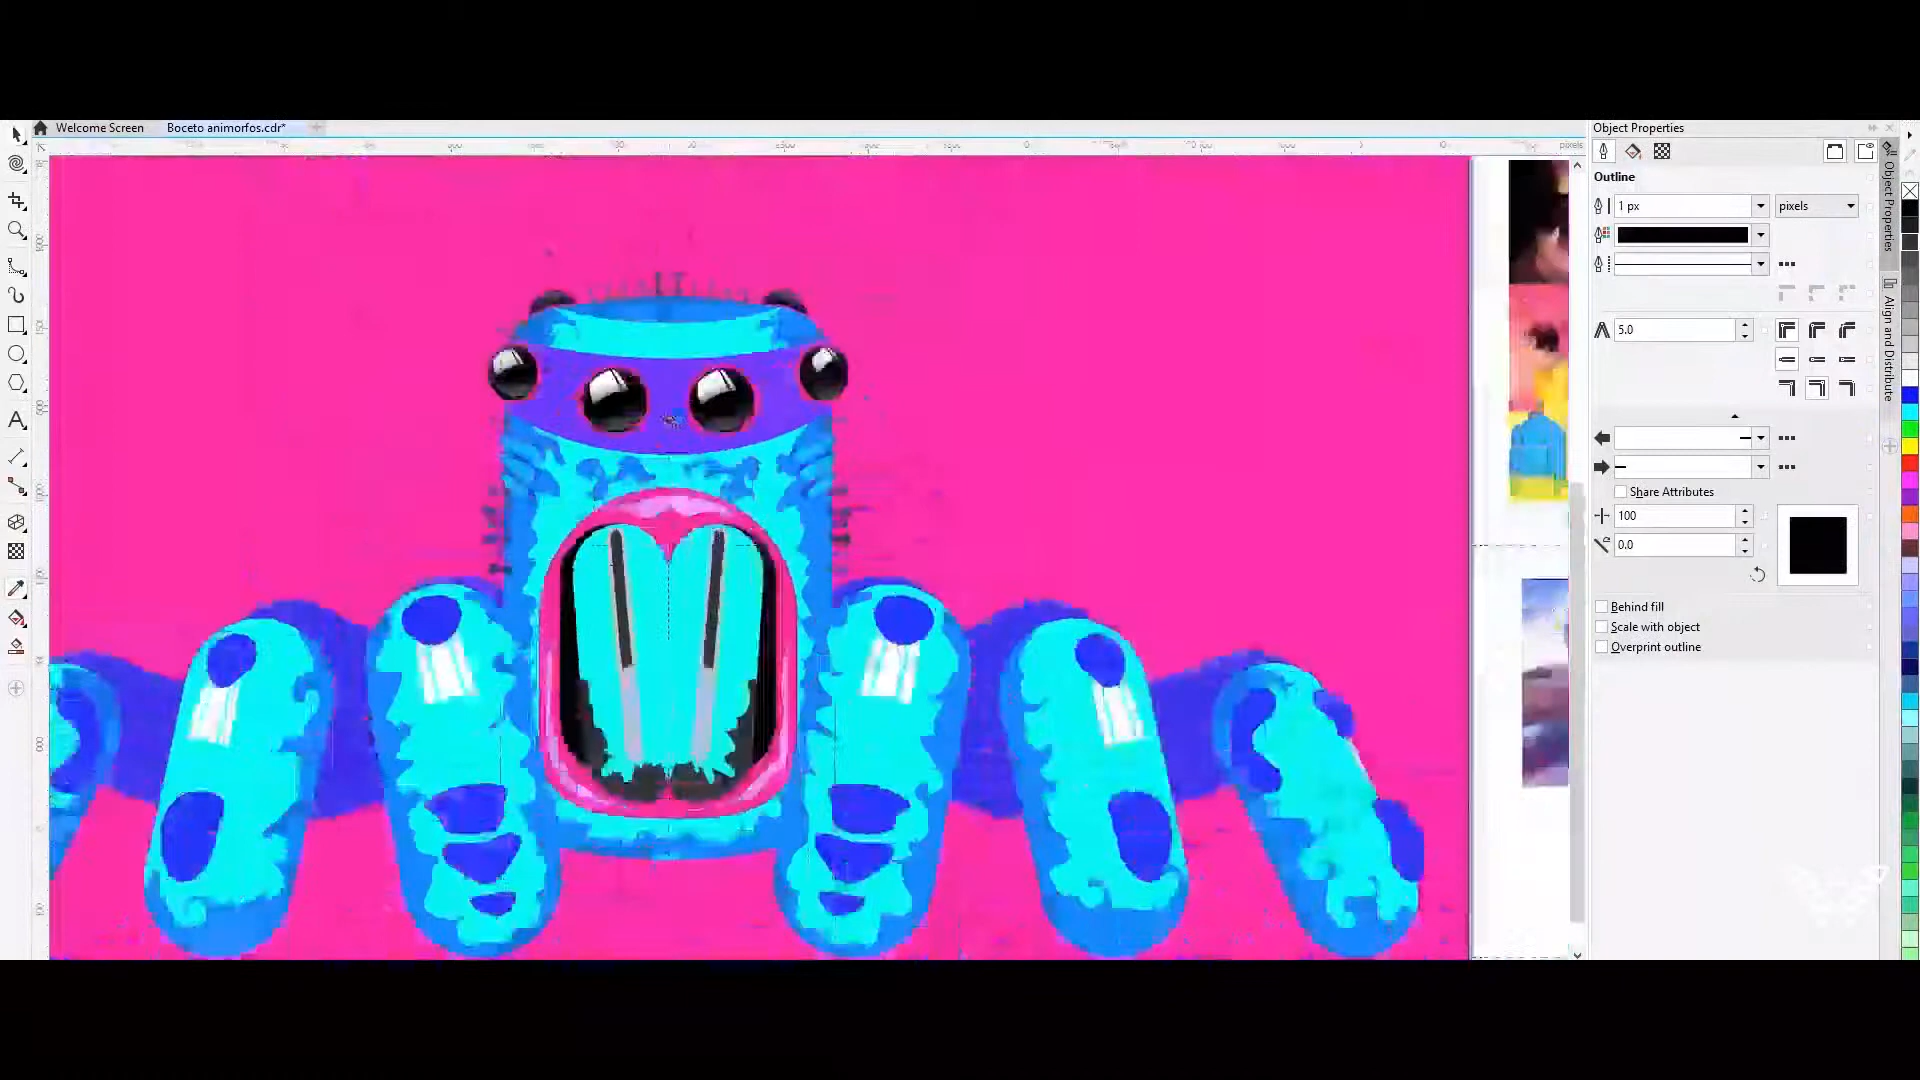 Welcome Screen
Boceto animorfos.cdr*
Object Properties
pixels
Outline
1 px
pixels
5.0
Share Attributes
100
0.0
Behind fill
Scale with object
Overprint outline
Object Properties
Align and Distribute